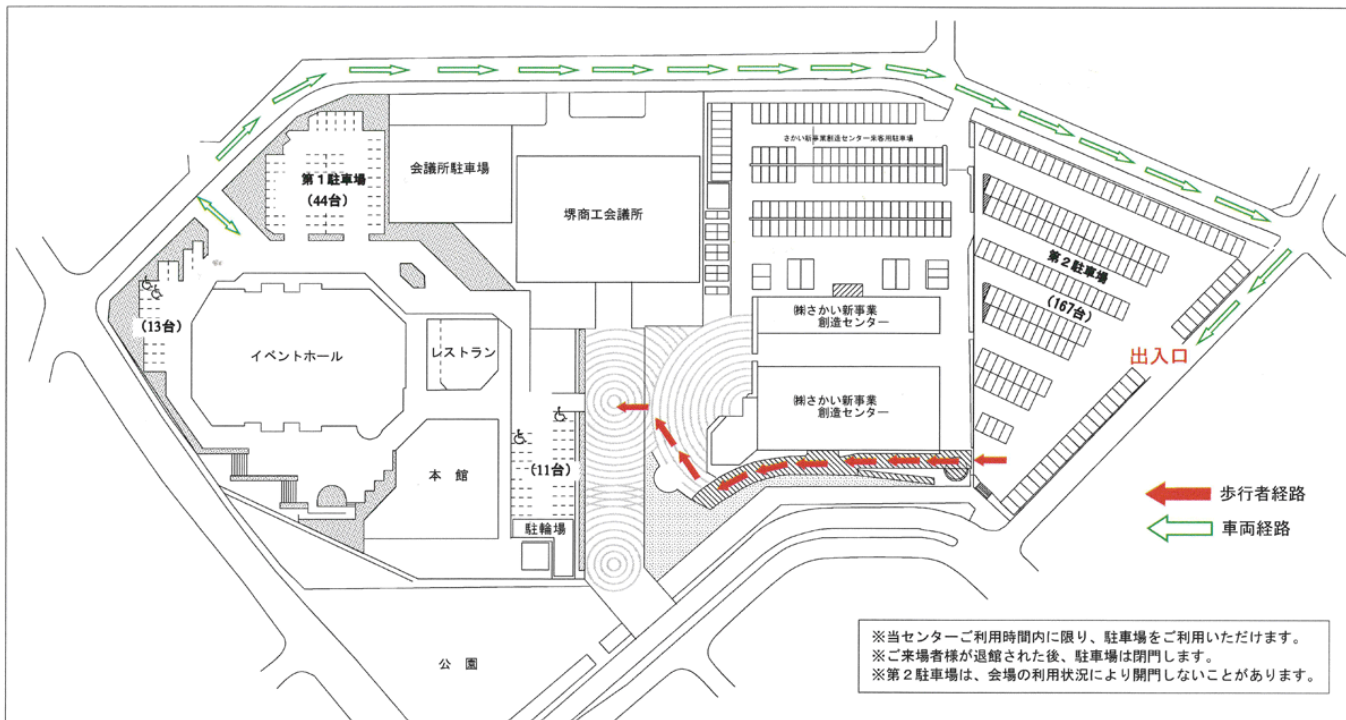 さかい新事業創造センター来客用駐車場
会議所駐車場
第１駐車場
（44台）
堺商工会議所
第２駐車場
（167台）
（13台）
イベントホール
レストラン
㈱さかい新事業
創造センター
出入口
㈱さかい新事業
創造センター
本 館
（11台）
駐輪場
歩行者経路
車両経路
公 園
※当センターご利用時間内に限り、駐車場をご利用いただけます。
※ご来場者様が退館された後、駐車場は閉門します。
※第２駐車場は、会場の利用状況により開門しないことがあります。